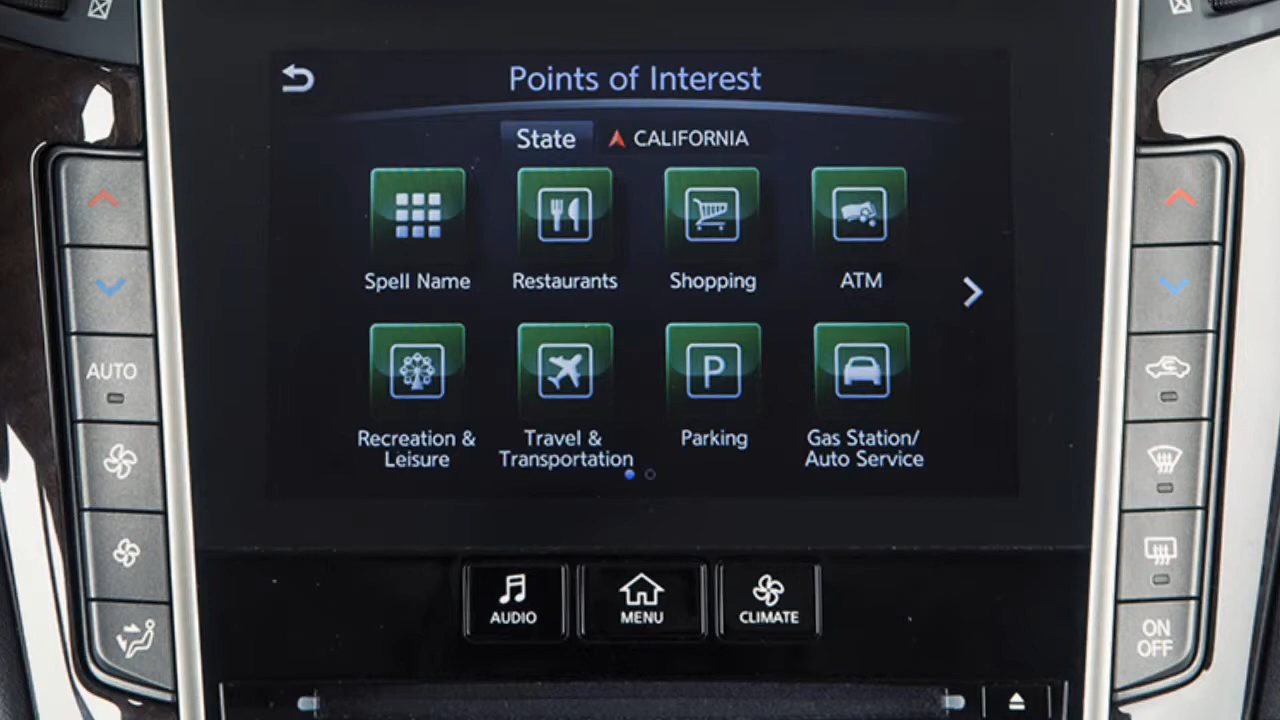 Points of Interest
State CALIFORNIA
Spell Name Restaurants Shopping ATM
P
Recreation & Travel & Parking Gas Station/
Leisure Transportation Auto Service
AUTO
AUDIO MENU CLIMATE
ON
OFF